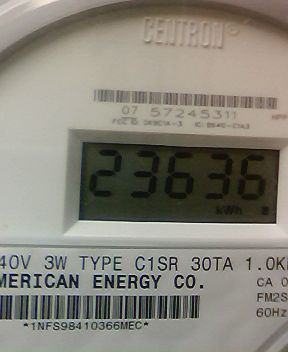 CENTRON
07 57245311
23636
kWh
40V 3W TYPE C1SR 30TA 1.0K
MERICAN ENERGY CO.
CA 0
FM2S
60Hz
*1NFS98410366MEC*